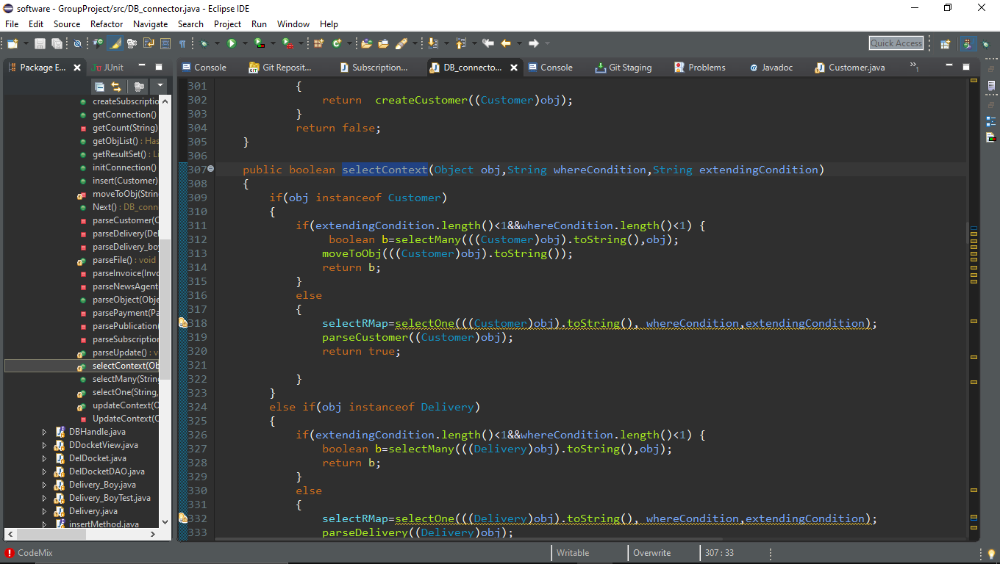 software - GroupProject/src/DB_connector.java - Eclipse IDE
File Edit Source Refactor Navigate Search Project Run Window Help
Quick Access
Package E... JUnit
Console Git Reposit... Subscription... DB_connecto... Console Git Staging Problems @ Javadoc Customer.java »1
createSubscriptio
getConnection()
getCount(String)
getObjList() : Has
getResultSet() : Li
initConnection()
insert(Customer)
moveToObj(Strin
Next() : DB_conn
parseCustomer(C
parseDelivery(Del
parseDelivery_boy
parseFile() : void
parseInvoice(Invo
parseNewsAgent
parseObject(Obje
parsePayment(Pa
parsePublication(
parseSubscription
parseUpdate() : v
selectContext(Ob
selectMany(String
selectOne(String,
updateContext(O
UpdateContext(C
DBHandle.java
DDocketView.java
DelDocket.java
DelDocketDAO.java
Delivery_Boy.java
Delivery_BoyTest.java
Delivery.java
insertMethod.java
301 {
302 return createCustomer((Customer)obj);
303 }
304 return false;
305 }
306
307 public boolean selectContext(Object obj,String whereCondition,String extendingCondition)
308 {
309 if(obj instanceof Customer)
310 {
311 if(extendingCondition.length()<1&&whereCondition.length()<1) {
312 boolean b=selectMany(((Customer)obj).toString(),obj);
313 moveToObj(((Customer)obj).toString());
314 return b;
315 }
316 else
317 {
318 selectRMap=selectOne(((Customer)obj).toString(), whereCondition,extendingCondition);
319 parseCustomer((Customer)obj);
320 return true;
321
322 }
323 }
324 else if(obj instanceof Delivery)
325 {
326 if(extendingCondition.length()<1&&whereCondition.length()<1) {
327 boolean b=selectMany(((Delivery)obj).toString(),obj);
328 return b;
329 }
330 else
331 {
332 selectRMap=selectOne(((Delivery)obj).toString(), whereCondition,extendingCondition);
333 parseDelivery((Delivery)obj);
CodeMix Writable Overwrite 307 : 33